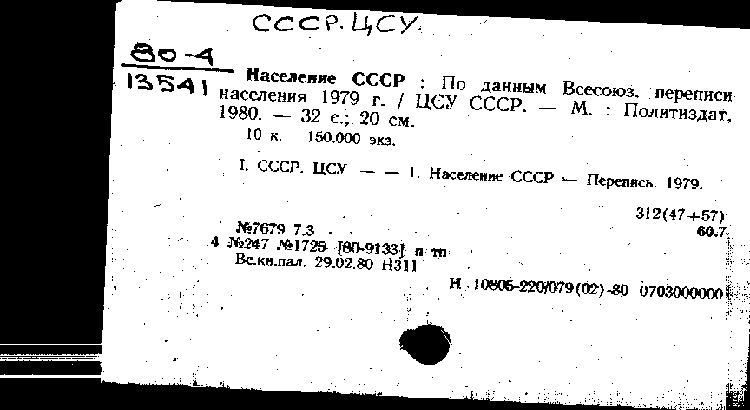 СССР. ЦСУ.
80-4
13541
Население СССР : По данным Всесоюз. переписи
населения 1979 г. / ЦСУ СССР. — М. : Политиздат,
1980. — 32 с.; 20 см.
10 к. 150.000 экз.
I. СССР. ЦСУ — — 1. Население СССР — Перепись. 1979.
312(47+57)
60.7
№7679 7.3
4 №247 №1725 [80-9133] п тп
Вс.кн.пал. 29.02.80 Н311
Н 10805-220/079(02)-80 0703000000